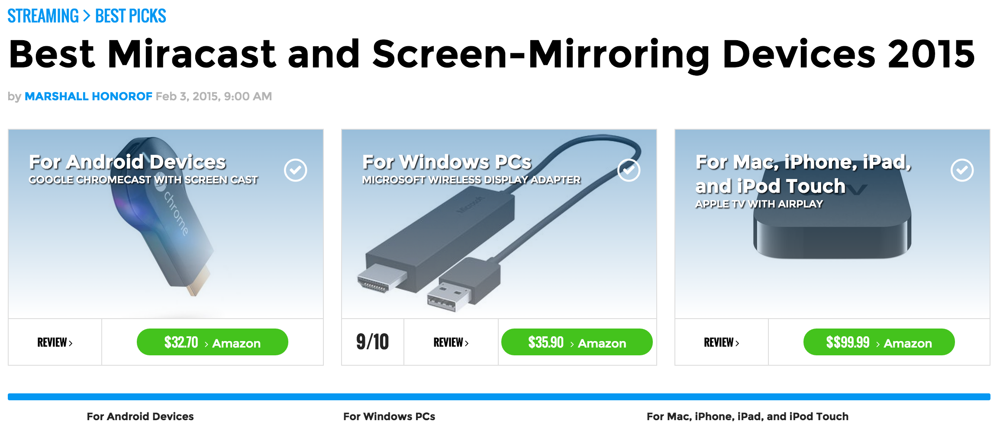 STREAMING > BEST PICKS
Best Miracast and Screen-Mirroring Devices 2015
by MARSHALL HONOROF Feb 3, 2015, 9:00 AM
For Android Devices
GOOGLE CHROMECAST WITH SCREEN CAST
chrome
REVIEW >
$32.70 > Amazon
For Windows PCs
MICROSOFT WIRELESS DISPLAY ADAPTER
Microsoft
9/10
REVIEW >
$35.90 > Amazon
For Mac, iPhone, iPad,
and iPod Touch
APPLE TV WITH AIRPLAY
REVIEW >
$$99.99 > Amazon
For Android Devices
For Windows PCs
For Mac, iPhone, iPad, and iPod Touch